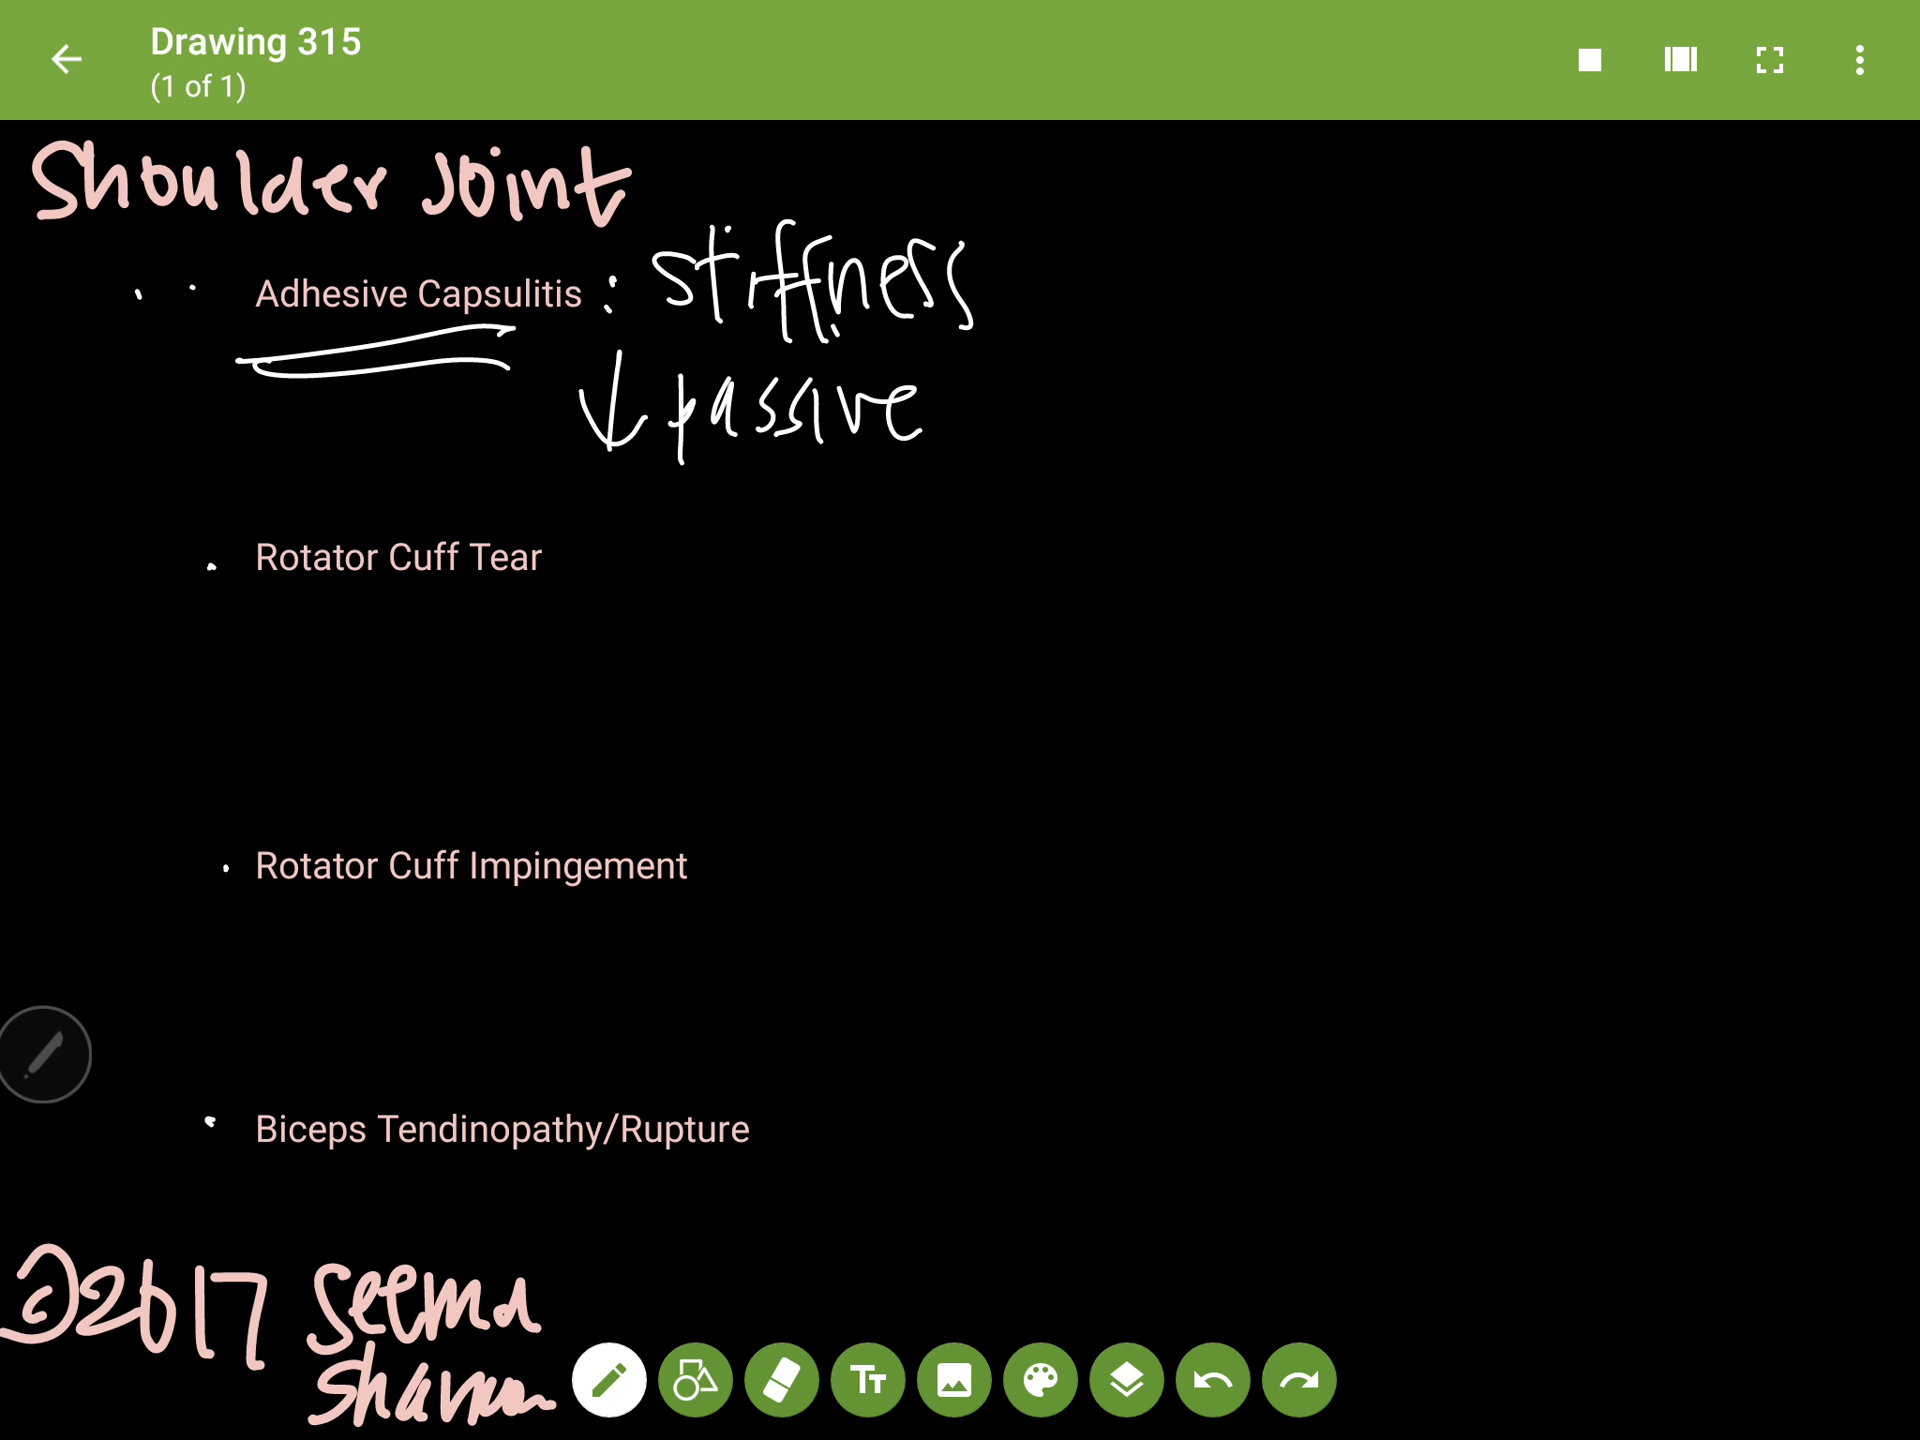 Drawing 315
(1 of 1)
Shoulder Joint
Adhesive Capsulitis : stiffness
↓ passive
Rotator Cuff Tear
Rotator Cuff Impingement
Biceps Tendinopathy/Rupture
©2017 Seema
Tt